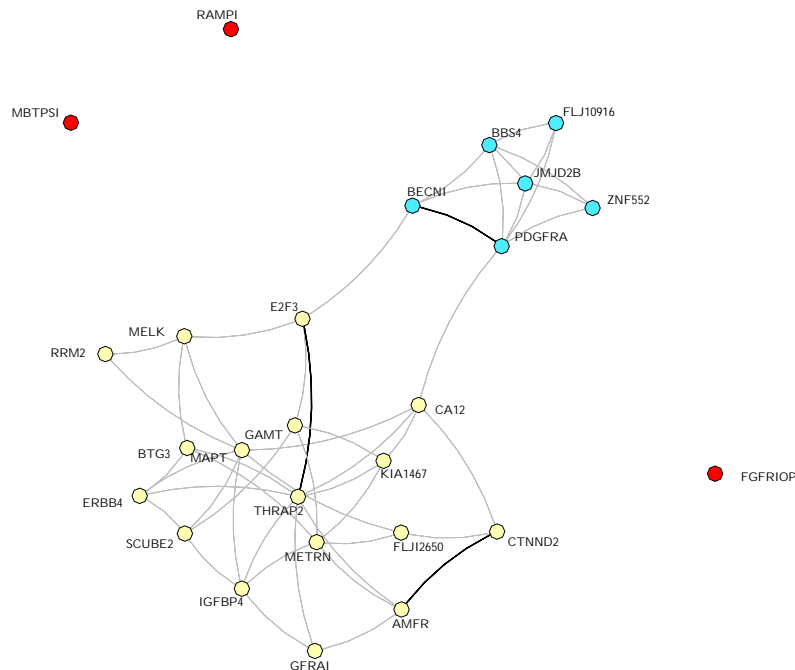 RAMPI
MBTPSI
FLJ10916
BBS4
JMJD2B
BECNI
ZNF552
PDGFRA
E2F3
MELK
RRM2
CA12
GAMT
BTG3
MAPT
KIA1467
FGFRIOP
ERBB4
THRAP2
SCUBE2
METRN
FLJI2650
CTNND2
IGFBP4
AMFR
GFRAI